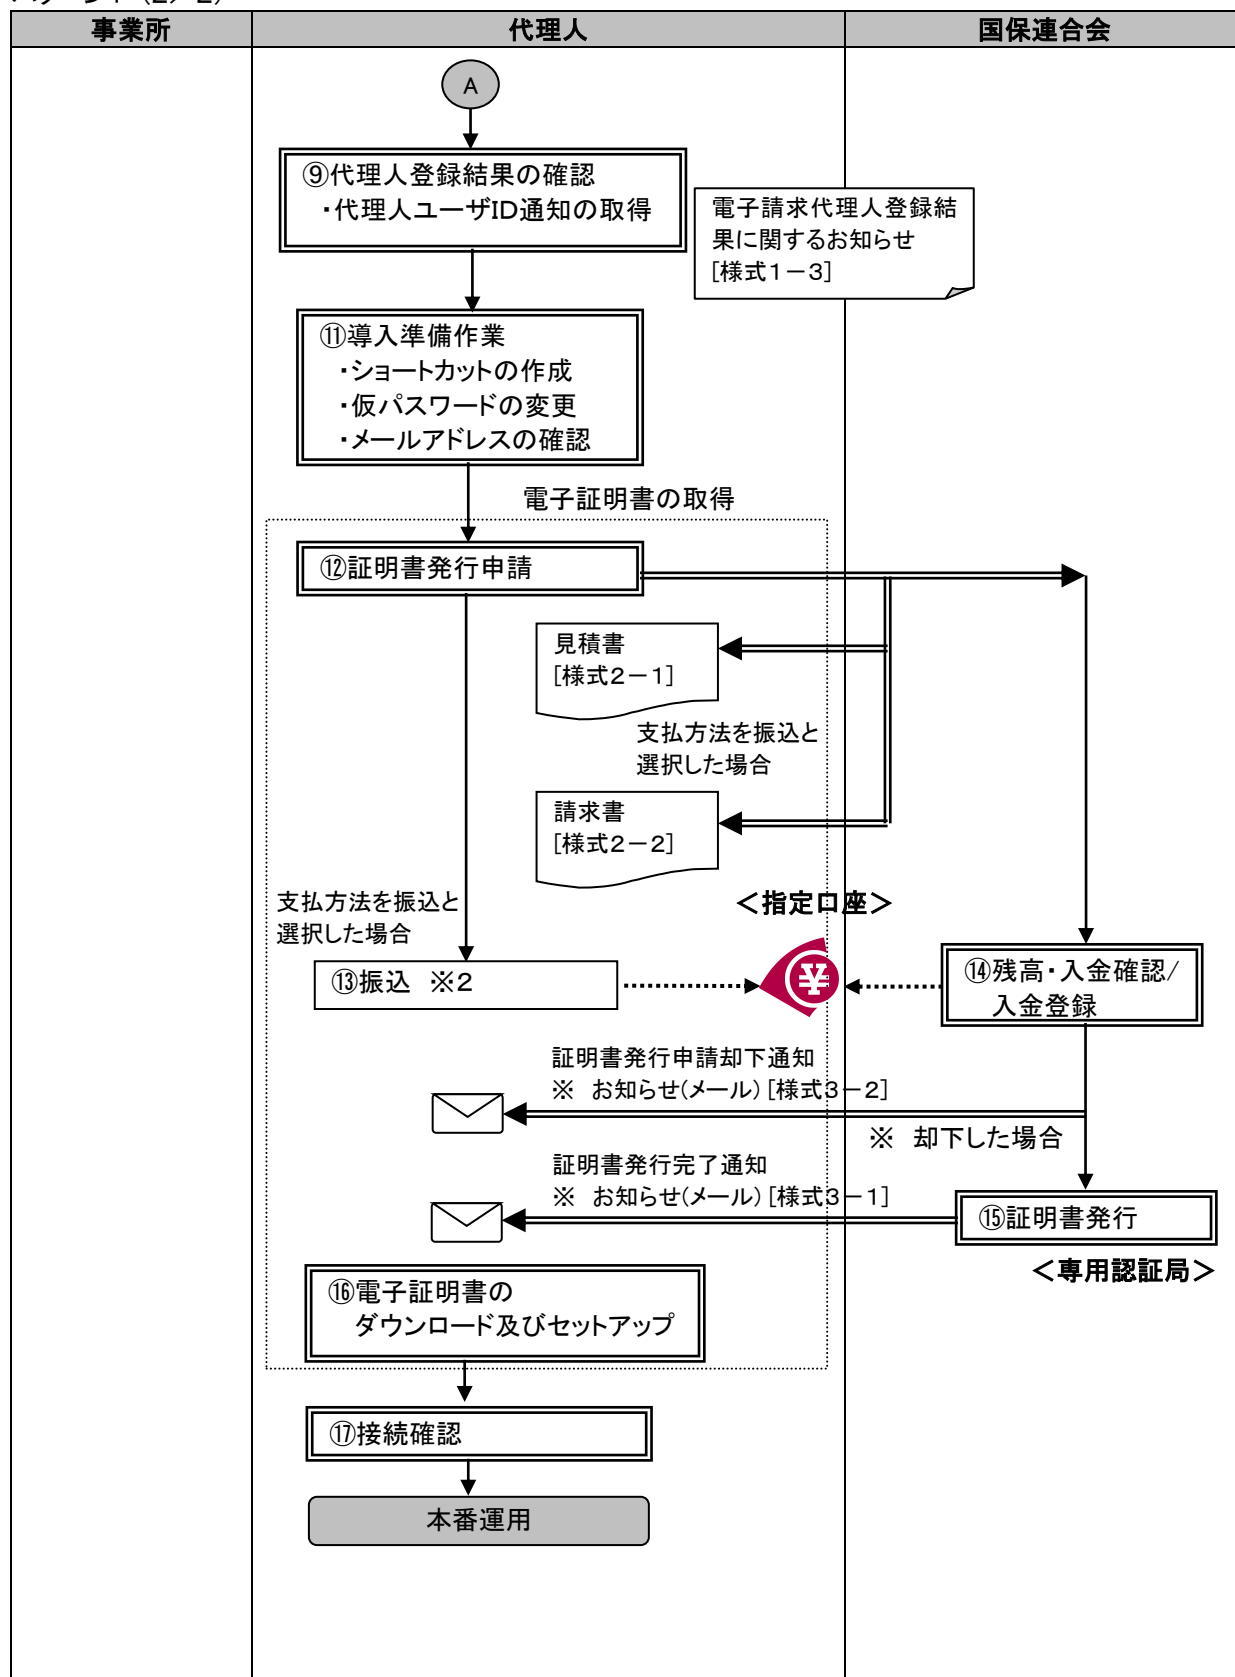 事業所
代理人
国保連合会
A
⑨代理人登録結果の確認
・代理人ユーザID通知の取得
電子請求代理人登録結
果に関するお知らせ
[様式1－3]
⑪導入準備作業
・ショートカットの作成
・仮パスワードの変更
・メールアドレスの確認
電子証明書の取得
⑫証明書発行申請
見積書
[様式2－1]
支払方法を振込と
選択した場合
請求書
[様式2－2]
＜指定口座＞
支払方法を振込と
選択した場合
⑬振込 ※2
¥
⑭残高・入金確認/
入金登録
証明書発行申請却下通知
※ お知らせ(メール)[様式3－2]
※ 却下した場合
証明書発行完了通知
※ お知らせ(メール)[様式3－1]
⑮証明書発行
＜専用認証局＞
⑯電子証明書の
ダウンロード及びセットアップ
⑰接続確認
本番運用